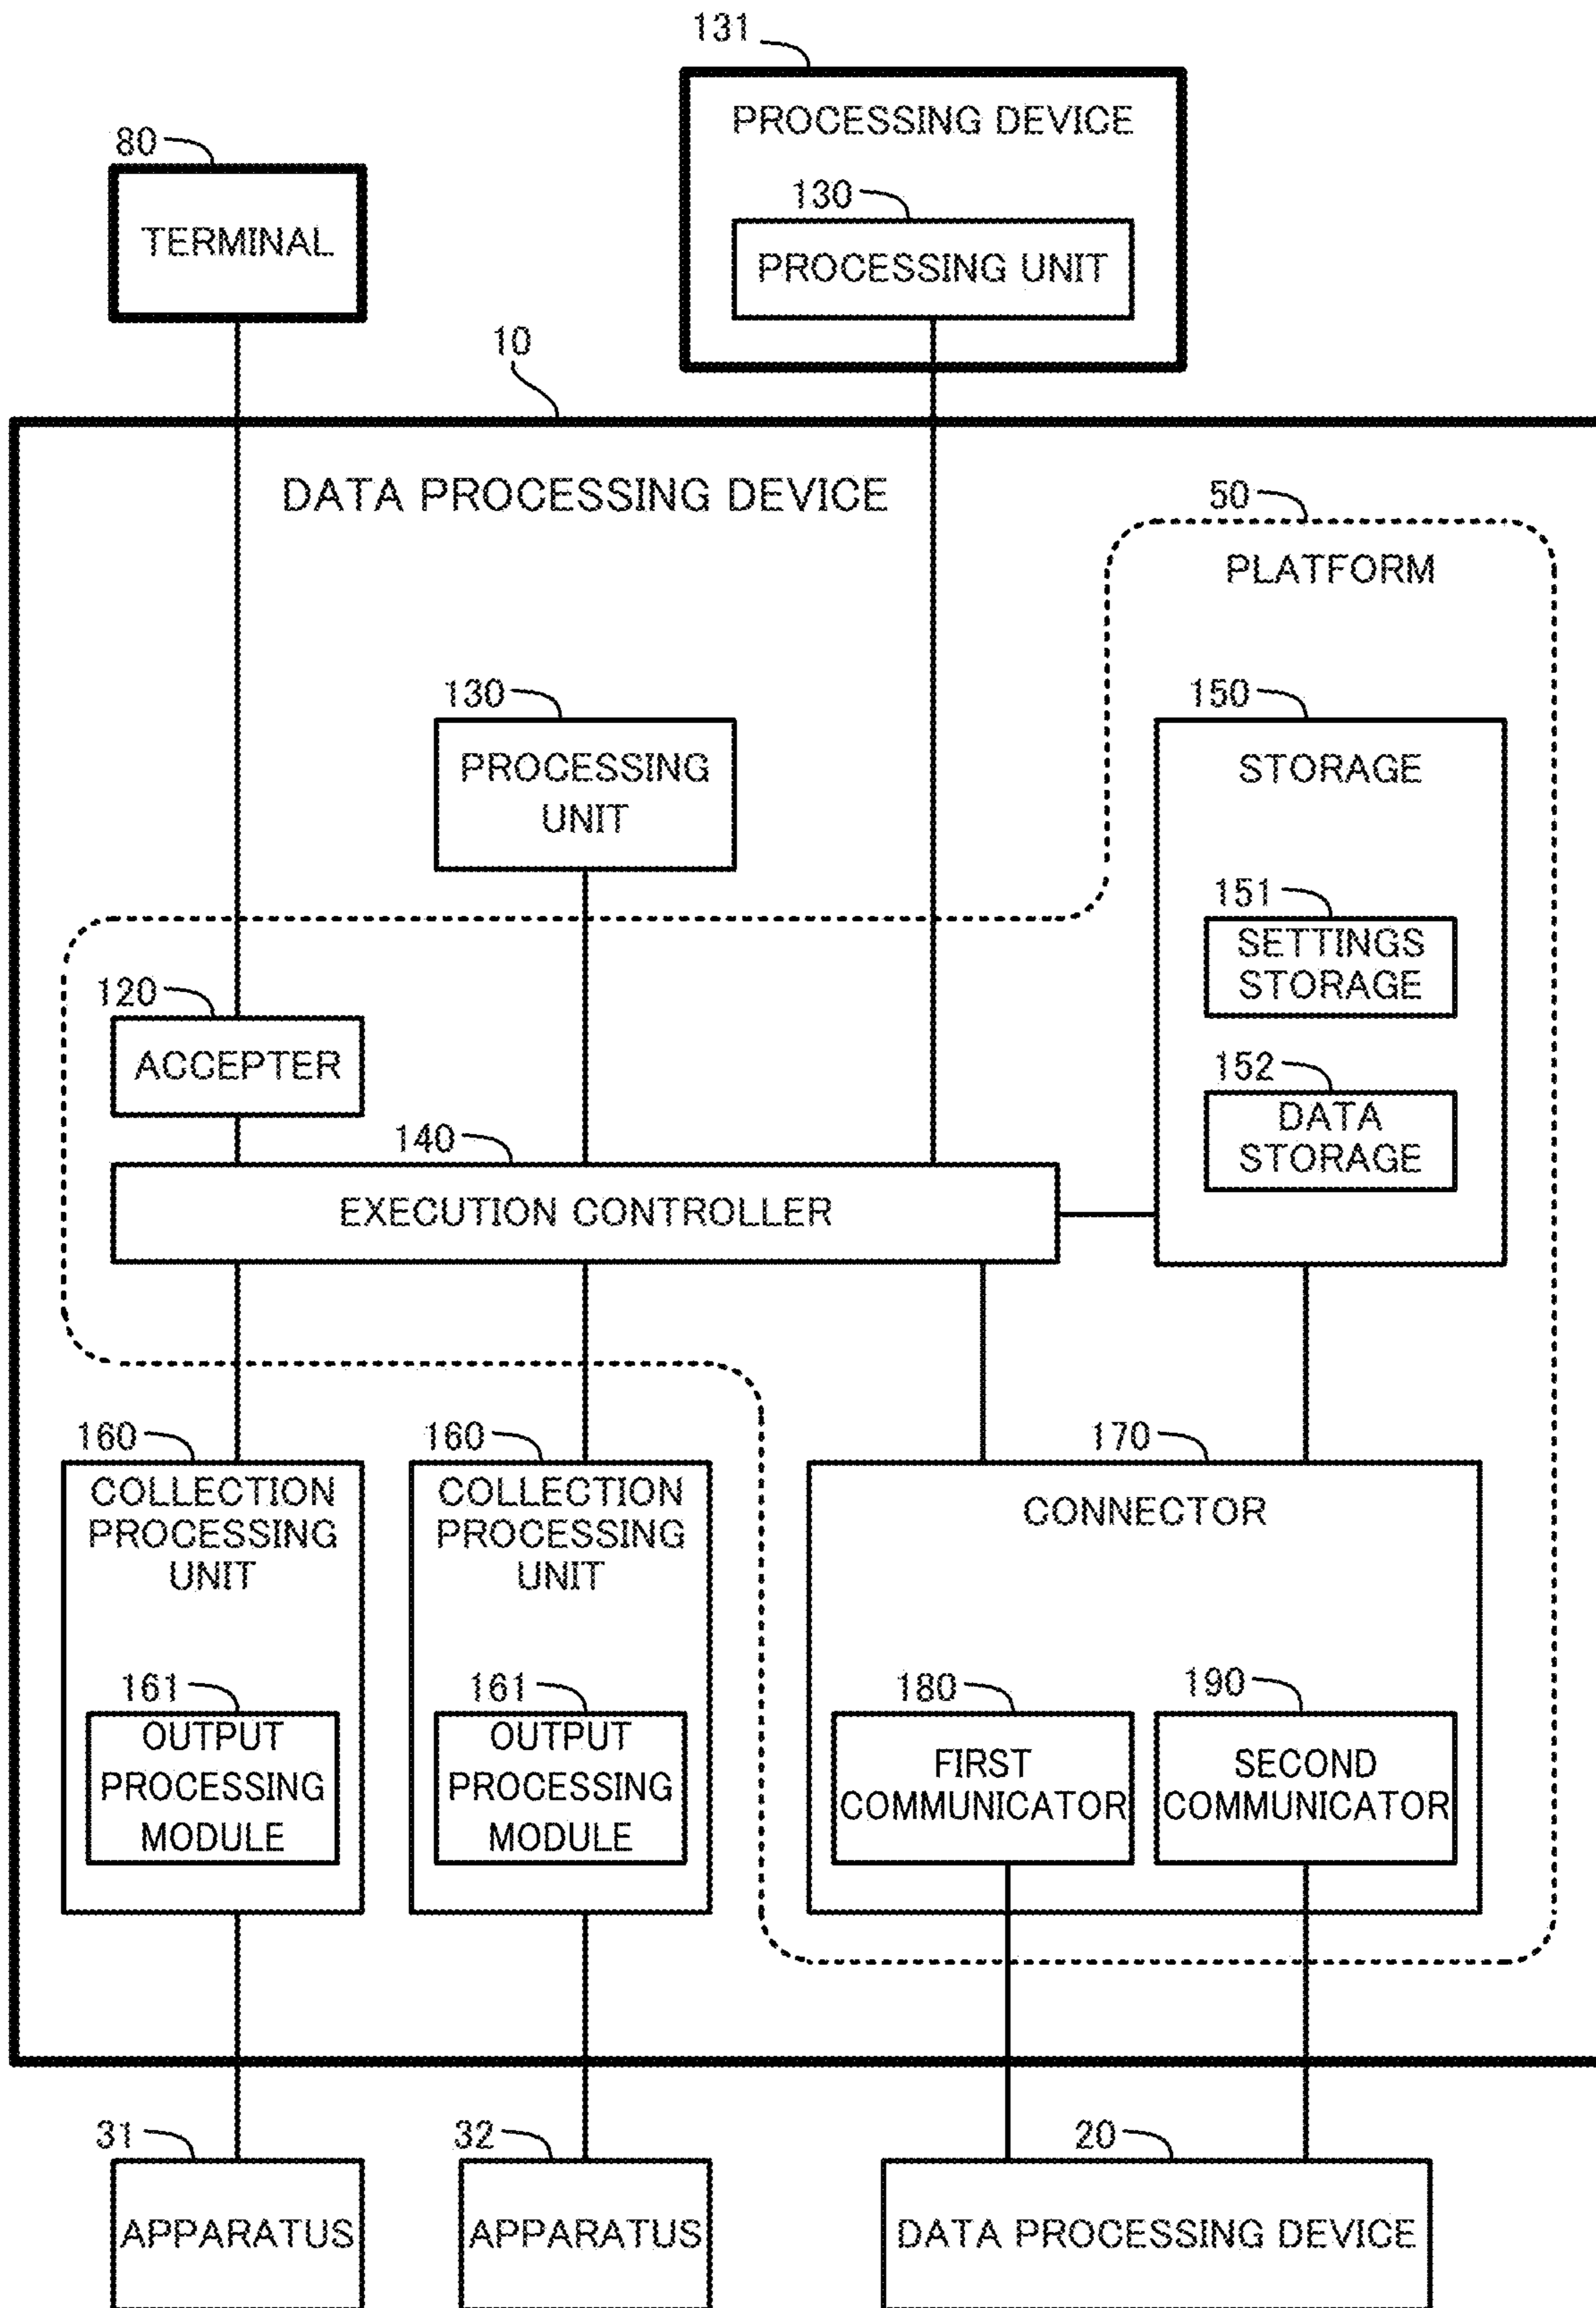 131
PROCESSING DEVICE
80
130
TERMINAL
PROCESSING UNIT
10
DATA PROCESSING DEVICE
50
PLATFORM
130
150
PROCESSING
UNIT
STORAGE
151
SETTINGS
STORAGE
120
ACCEPTER
152
DATA
STORAGE
140
EXECUTION CONTROLLER
160
COLLECTION
PROCESSING
UNIT
160
COLLECTION
PROCESSING
UNIT
170
CONNECTOR
161
OUTPUT
PROCESSING
MODULE
161
OUTPUT
PROCESSING
MODULE
180
FIRST
COMMUNICATOR
190
SECOND
COMMUNICATOR
31
APPARATUS
32
APPARATUS
20
DATA PROCESSING DEVICE